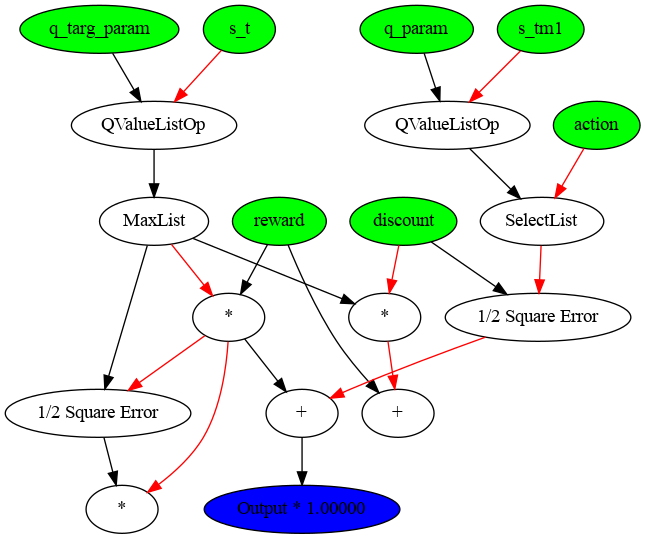 q_targ_param
s_t
q_param
s_tm1
QValueListOp
QValueListOp
action
MaxList
reward
discount
SelectList
*
*
1/2 Square Error
1/2 Square Error
+
+
*
Output * 1.00000